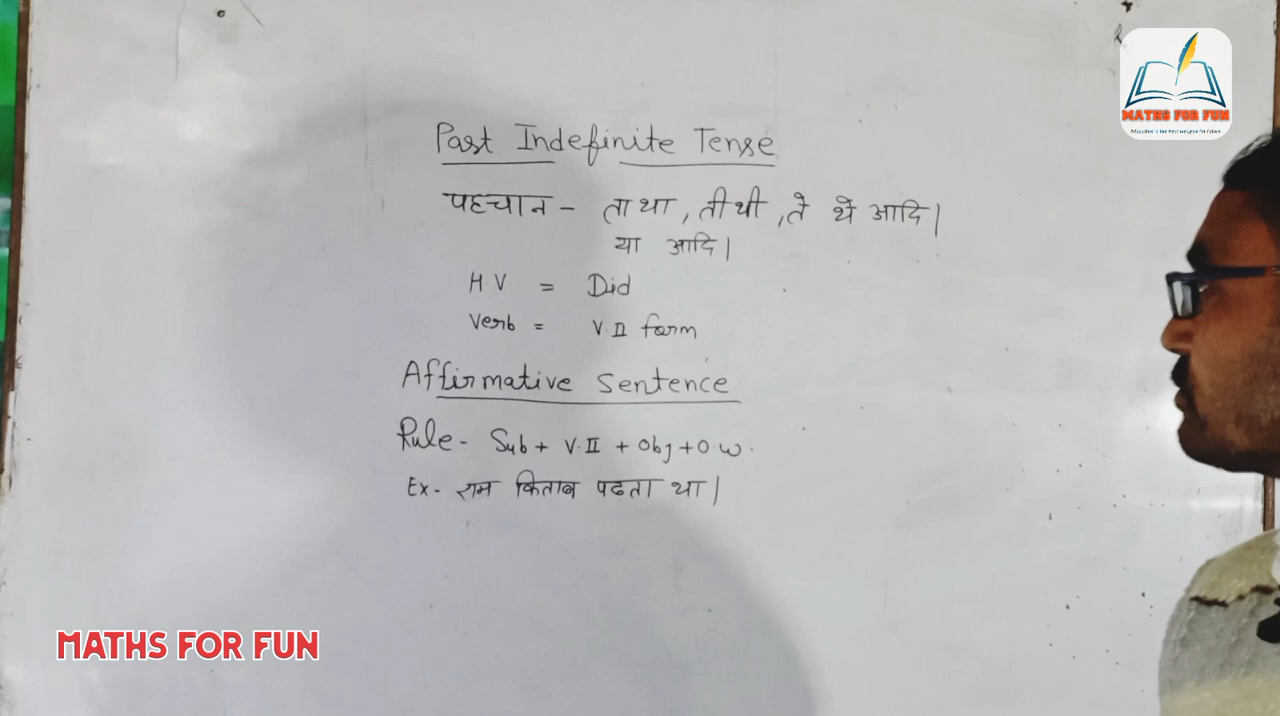 MATHS FOR FUN
Past Indefinite Tense
पहचान - ता था, ती थी, ते थे आदि।
या आदि।
H.V. = Did
Verb = V.II form
Affirmative Sentence
Rule- Sub + V.II + Obj + O.W.
Ex- राम किताब पढता था।
MATHS FOR FUN